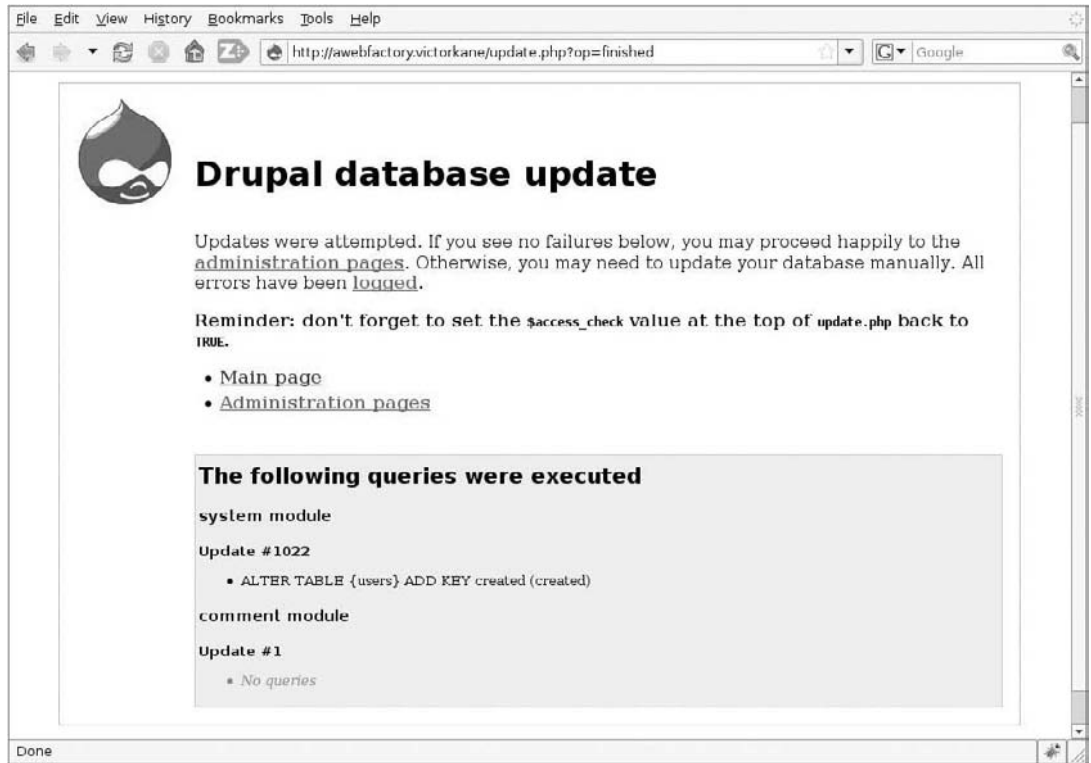 File Edit View History Bookmarks Tools Help
http://awebfactory.victorkane/update.php?op=finished
Google
Drupal database update
Updates were attempted. If you see no failures below, you may proceed happily to the
administration pages. Otherwise, you may need to update your database manually. All
errors have been logged.
Reminder: don't forget to set the $access_check value at the top of update.php back to
TRUE.
• Main page
• Administration pages
The following queries were executed
system module
Update #1022
• ALTER TABLE {users} ADD KEY created (created)
comment module
Update #1
• No queries
Done